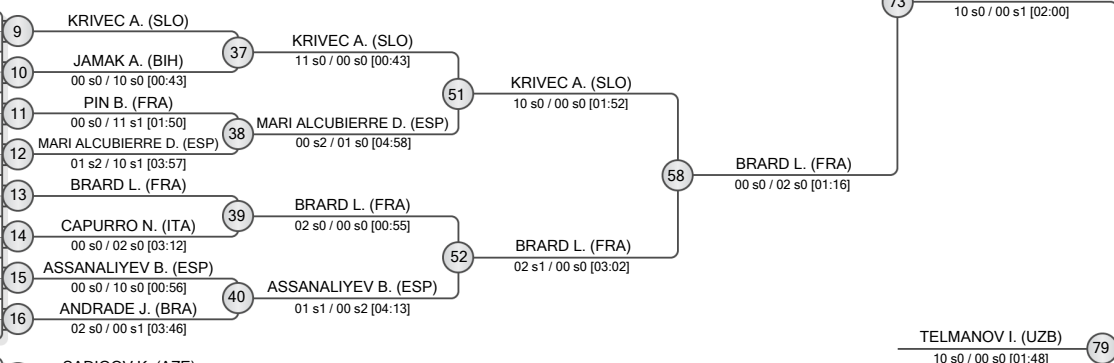 73
10 s0 / 00 s1 [02:00]
9
KRIVEC A. (SLO)
37
KRIVEC A. (SLO)
11 s0 / 00 s0 [00:43]
10
JAMAK A. (BIH)
00 s0 / 10 s0 [00:43]
51
KRIVEC A. (SLO)
10 s0 / 00 s0 [01:52]
11
PIN B. (FRA)
00 s0 / 11 s1 [01:50]
38
MARI ALCUBIERRE D. (ESP)
00 s2 / 01 s0 [04:58]
12
MARI ALCUBIERRE D. (ESP)
01 s2 / 10 s1 [03:57]
58
BRARD L. (FRA)
00 s0 / 02 s0 [01:16]
13
BRARD L. (FRA)
39
BRARD L. (FRA)
02 s0 / 00 s0 [00:55]
14
CAPURRO N. (ITA)
00 s0 / 02 s0 [03:12]
52
BRARD L. (FRA)
02 s1 / 00 s0 [03:02]
15
ASSANALIYEV B. (ESP)
00 s0 / 10 s0 [00:56]
40
ASSANALIYEV B. (ESP)
01 s1 / 00 s2 [04:13]
16
ANDRADE J. (BRA)
02 s0 / 00 s1 [03:46]
TELMANOV I. (UZB)
79
10 s0 / 00 s0 [01:48]